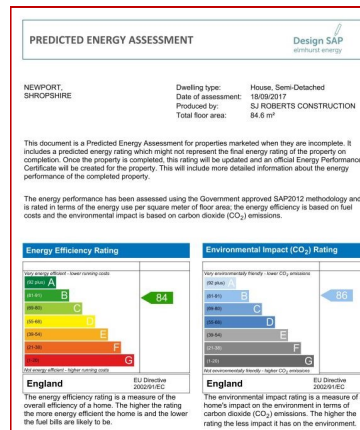 PREDICTED ENERGY ASSESSMENT
Design SAP
elmhurst energy
NEWPORT,
SHROPSHIRE
Dwelling type: House, Semi-Detached
Date of assessment: 18/09/2017
Produced by: SJ ROBERTS CONSTRUCTION
Total floor area: 84.6 m²
This document is a Predicted Energy Assessment for properties marketed when they are incomplete. It
includes a predicted energy rating which might not represent the final energy rating of the property on
completion. Once the property is completed, this rating will be updated and an official Energy Performance
Certificate will be created for the property. This will include more detailed information about the energy
performance of the completed property.
The energy performance has been assessed using the Government approved SAP2012 methodology and
is rated in terms of the energy use per square meter of floor area; the energy efficiency is based on fuel
costs and the environmental impact is based on carbon dioxide (CO₂) emissions.
Energy Efficiency Rating
Very energy efficient - lower running costs
(92 plus) A
(81-91) B
84
(69-80) C
(55-68) D
(39-54) E
(21-38) F
(1-20) G
Not energy efficient - higher running costs
England
EU Directive
2002/91/EC
The energy efficiency rating is a measure of the
overall efficiency of a home. The higher the rating
the more energy efficient the home is and the lower
the fuel bills are likely to be.
Environmental Impact (CO₂) Rating
Very environmentally friendly - lower CO₂ emissions
(92 plus) A
(81-91) B
86
(69-80) C
(55-68) D
(39-54) E
(21-38) F
(1-20) G
Not environmentally friendly - higher CO₂ emissions
England
EU Directive
2002/91/EC
The environmental impact rating is a measure of
home's impact on the environment in terms of
carbon dioxide (CO₂) emissions. The higher the
rating the less impact it has on the environment.